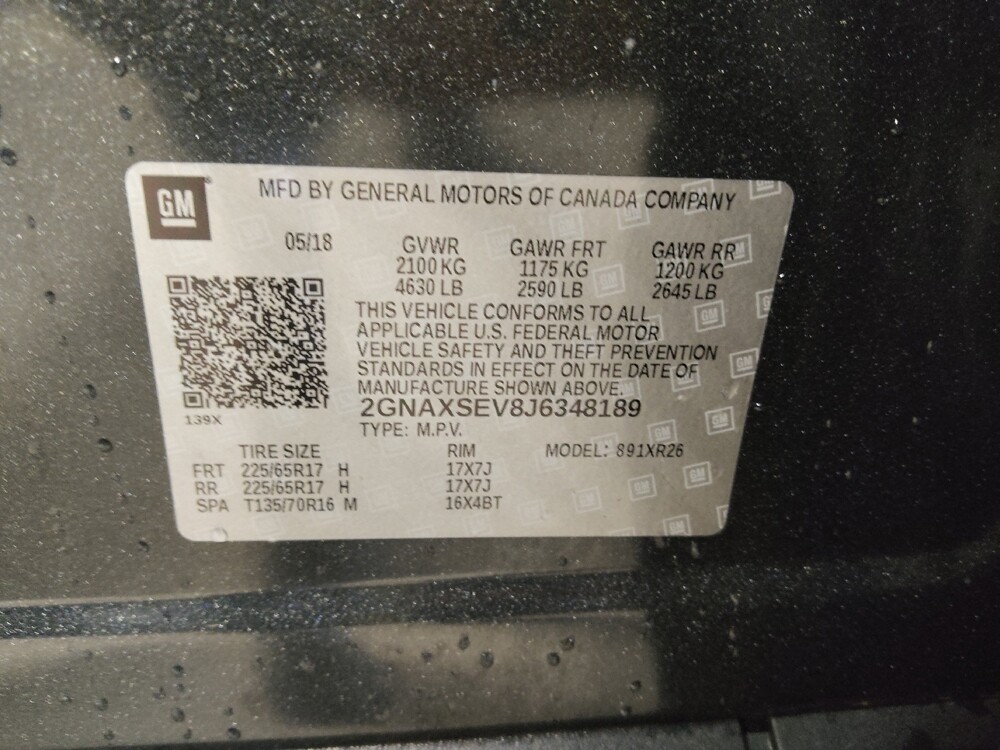 GM
MFD BY GENERAL MOTORS OF CANADA COMPANY
05/18 GVWR GAWR FRT GAWR RR
2100 KG 1175 KG 1200 KG
4630 LB 2590 LB 2645 LB
THIS VEHICLE CONFORMS TO ALL
APPLICABLE U.S. FEDERAL MOTOR
VEHICLE SAFETY AND THEFT PREVENTION
STANDARDS IN EFFECT ON THE DATE OF
MANUFACTURE SHOWN ABOVE.
2GNAXSEV8J6348189
139X
TYPE: M.P.V.
TIRE SIZE RIM MODEL: 891XR26
FRT 225/65R17 H 17X7J
RR 225/65R17 H 17X7J
SPA T135/70R16 M 16X4BT